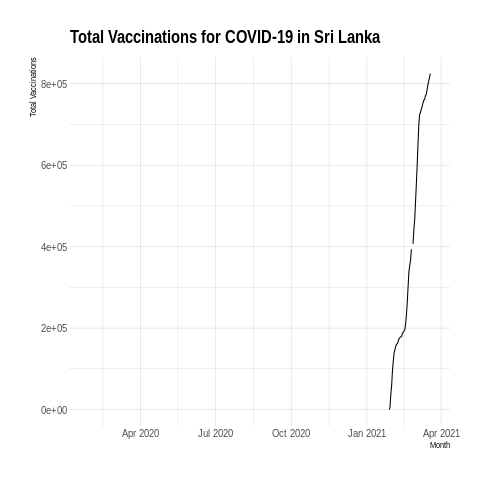 Total Vaccinations for COVID-19 in Sri Lanka
Total Vaccinations
8e+05
6e+05
4e+05
2e+05
0e+00
Apr 2020 Jul 2020 Oct 2020 Jan 2021 Apr 2021
Month